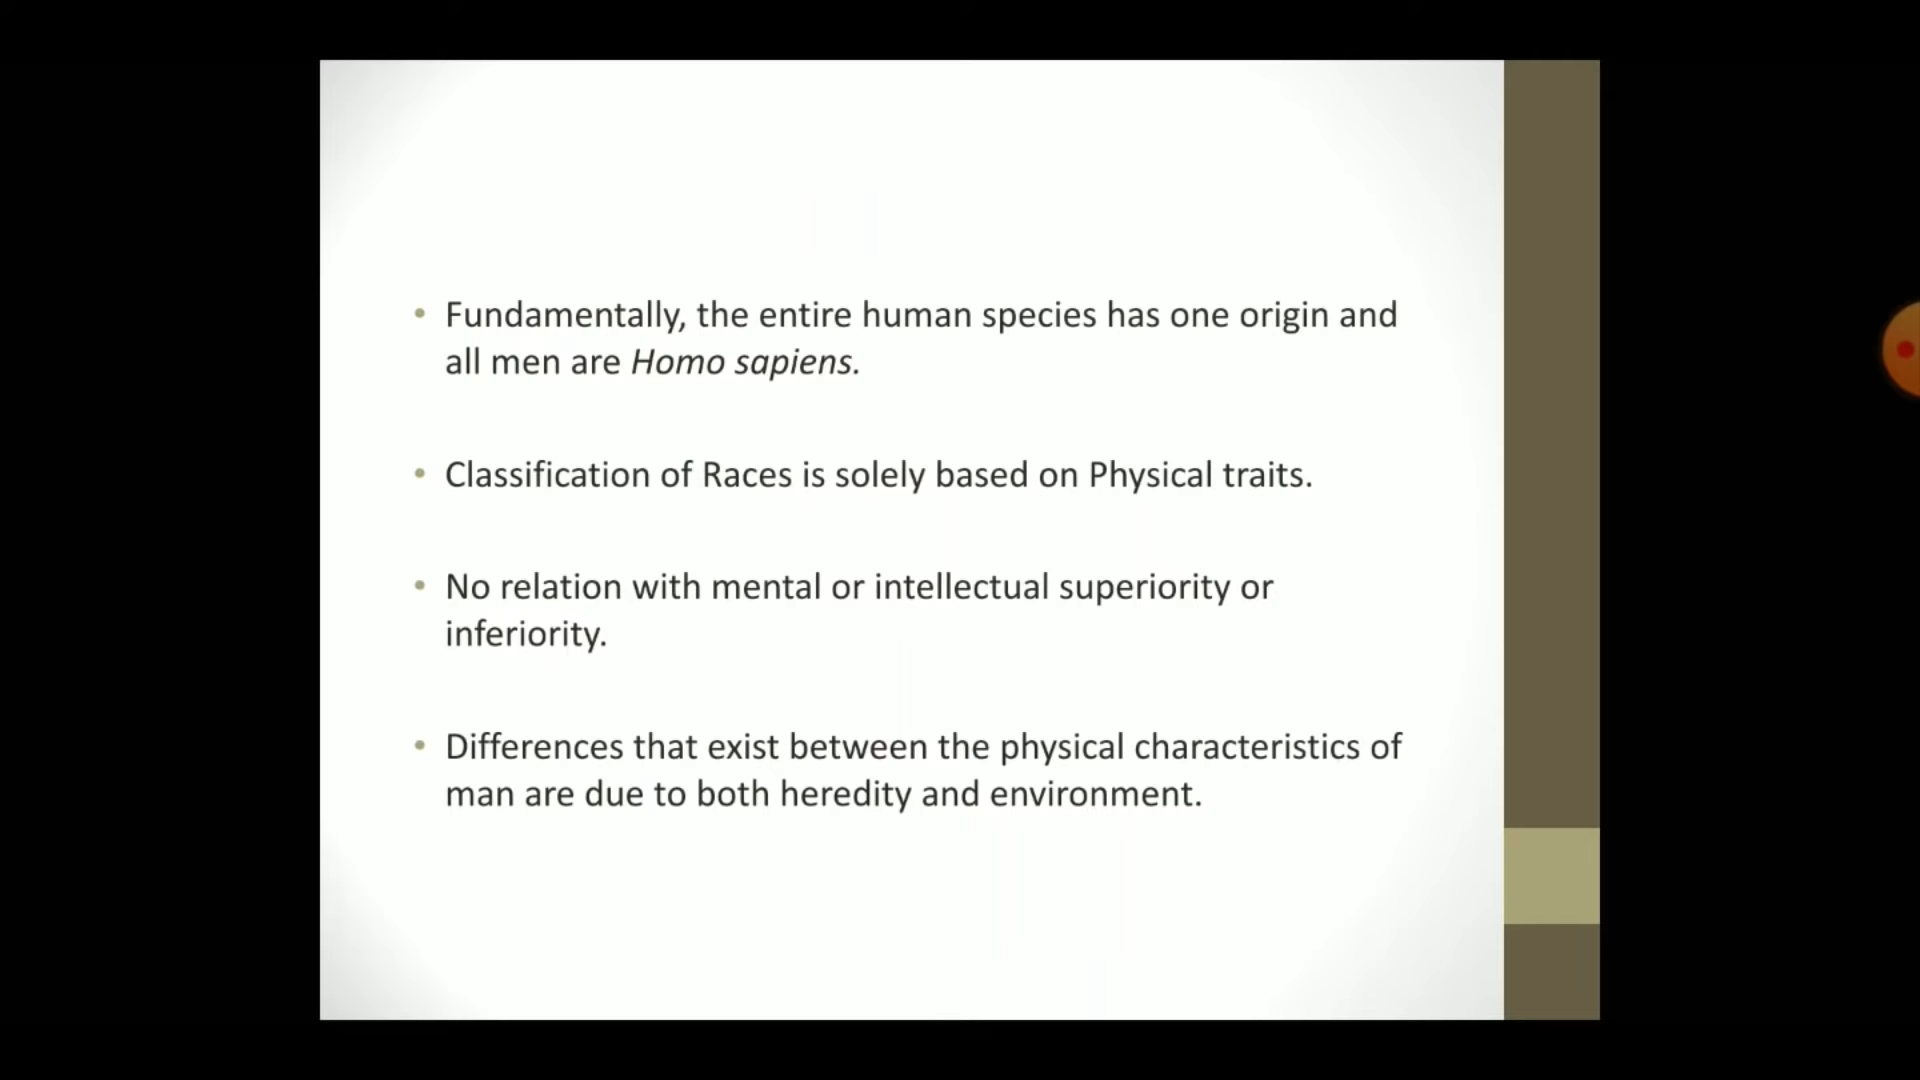 • Fundamentally, the entire human species has one origin and
all men are Homo sapiens.
• Classification of Races is solely based on Physical traits.
• No relation with mental or intellectual superiority or
inferiority.
• Differences that exist between the physical characteristics of
man are due to both heredity and environment.